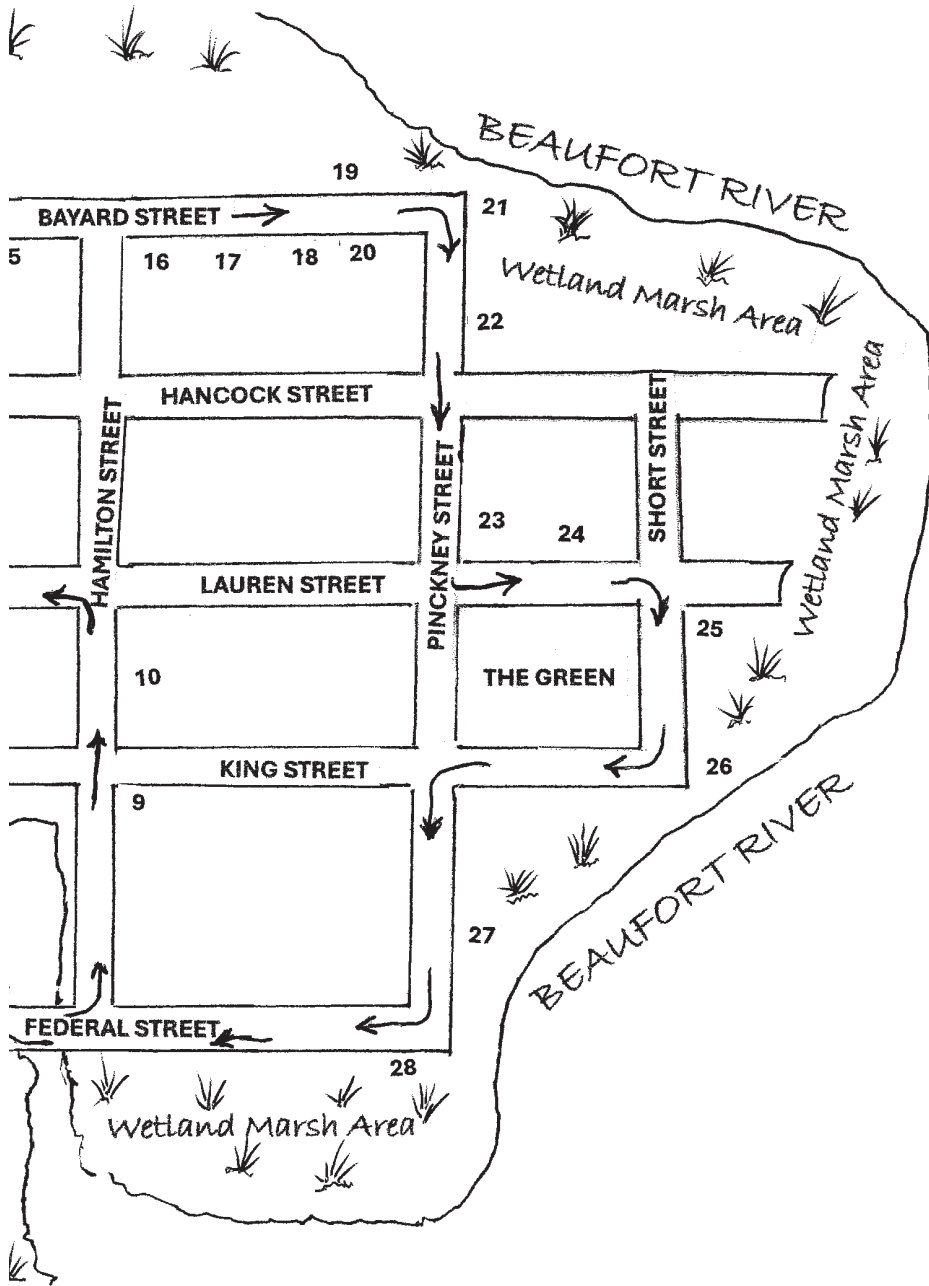 BEAUFORT RIVER
19
BAYARD STREET
21
5
16
17
18
20
Wetland Marsh Area
22
HANCOCK STREET
HAMILTON STREET
PINCKNEY STREET
SHORT STREET
Wetland Marsh Area
23
24
LAUREN STREET
25
10
THE GREEN
KING STREET
26
9
BEAUFORT RIVER
27
FEDERAL STREET
28
Wetland Marsh Area